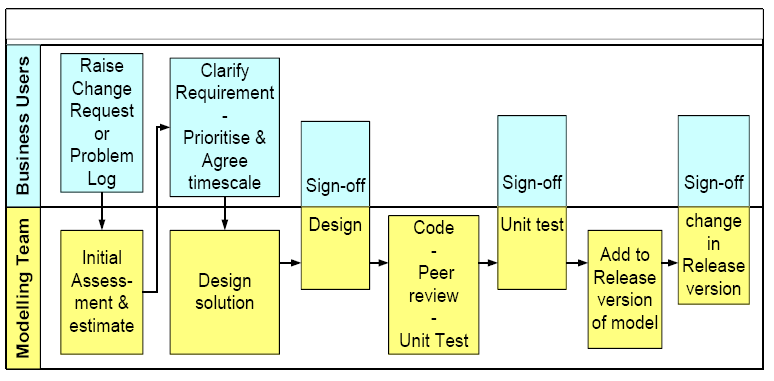 Business Users
Raise
Change
Request
or
Problem
Log
Clarify
Requirement
-
Prioritise &
Agree
timescale
Sign-off
Sign-off
Sign-off
Modelling Team
Initial
Assess-
ment &
estimate
Design
solution
Design
Code
-
Peer
review
-
Unit Test
Unit test
Add to
Release
version
of model
change
in
Release
version